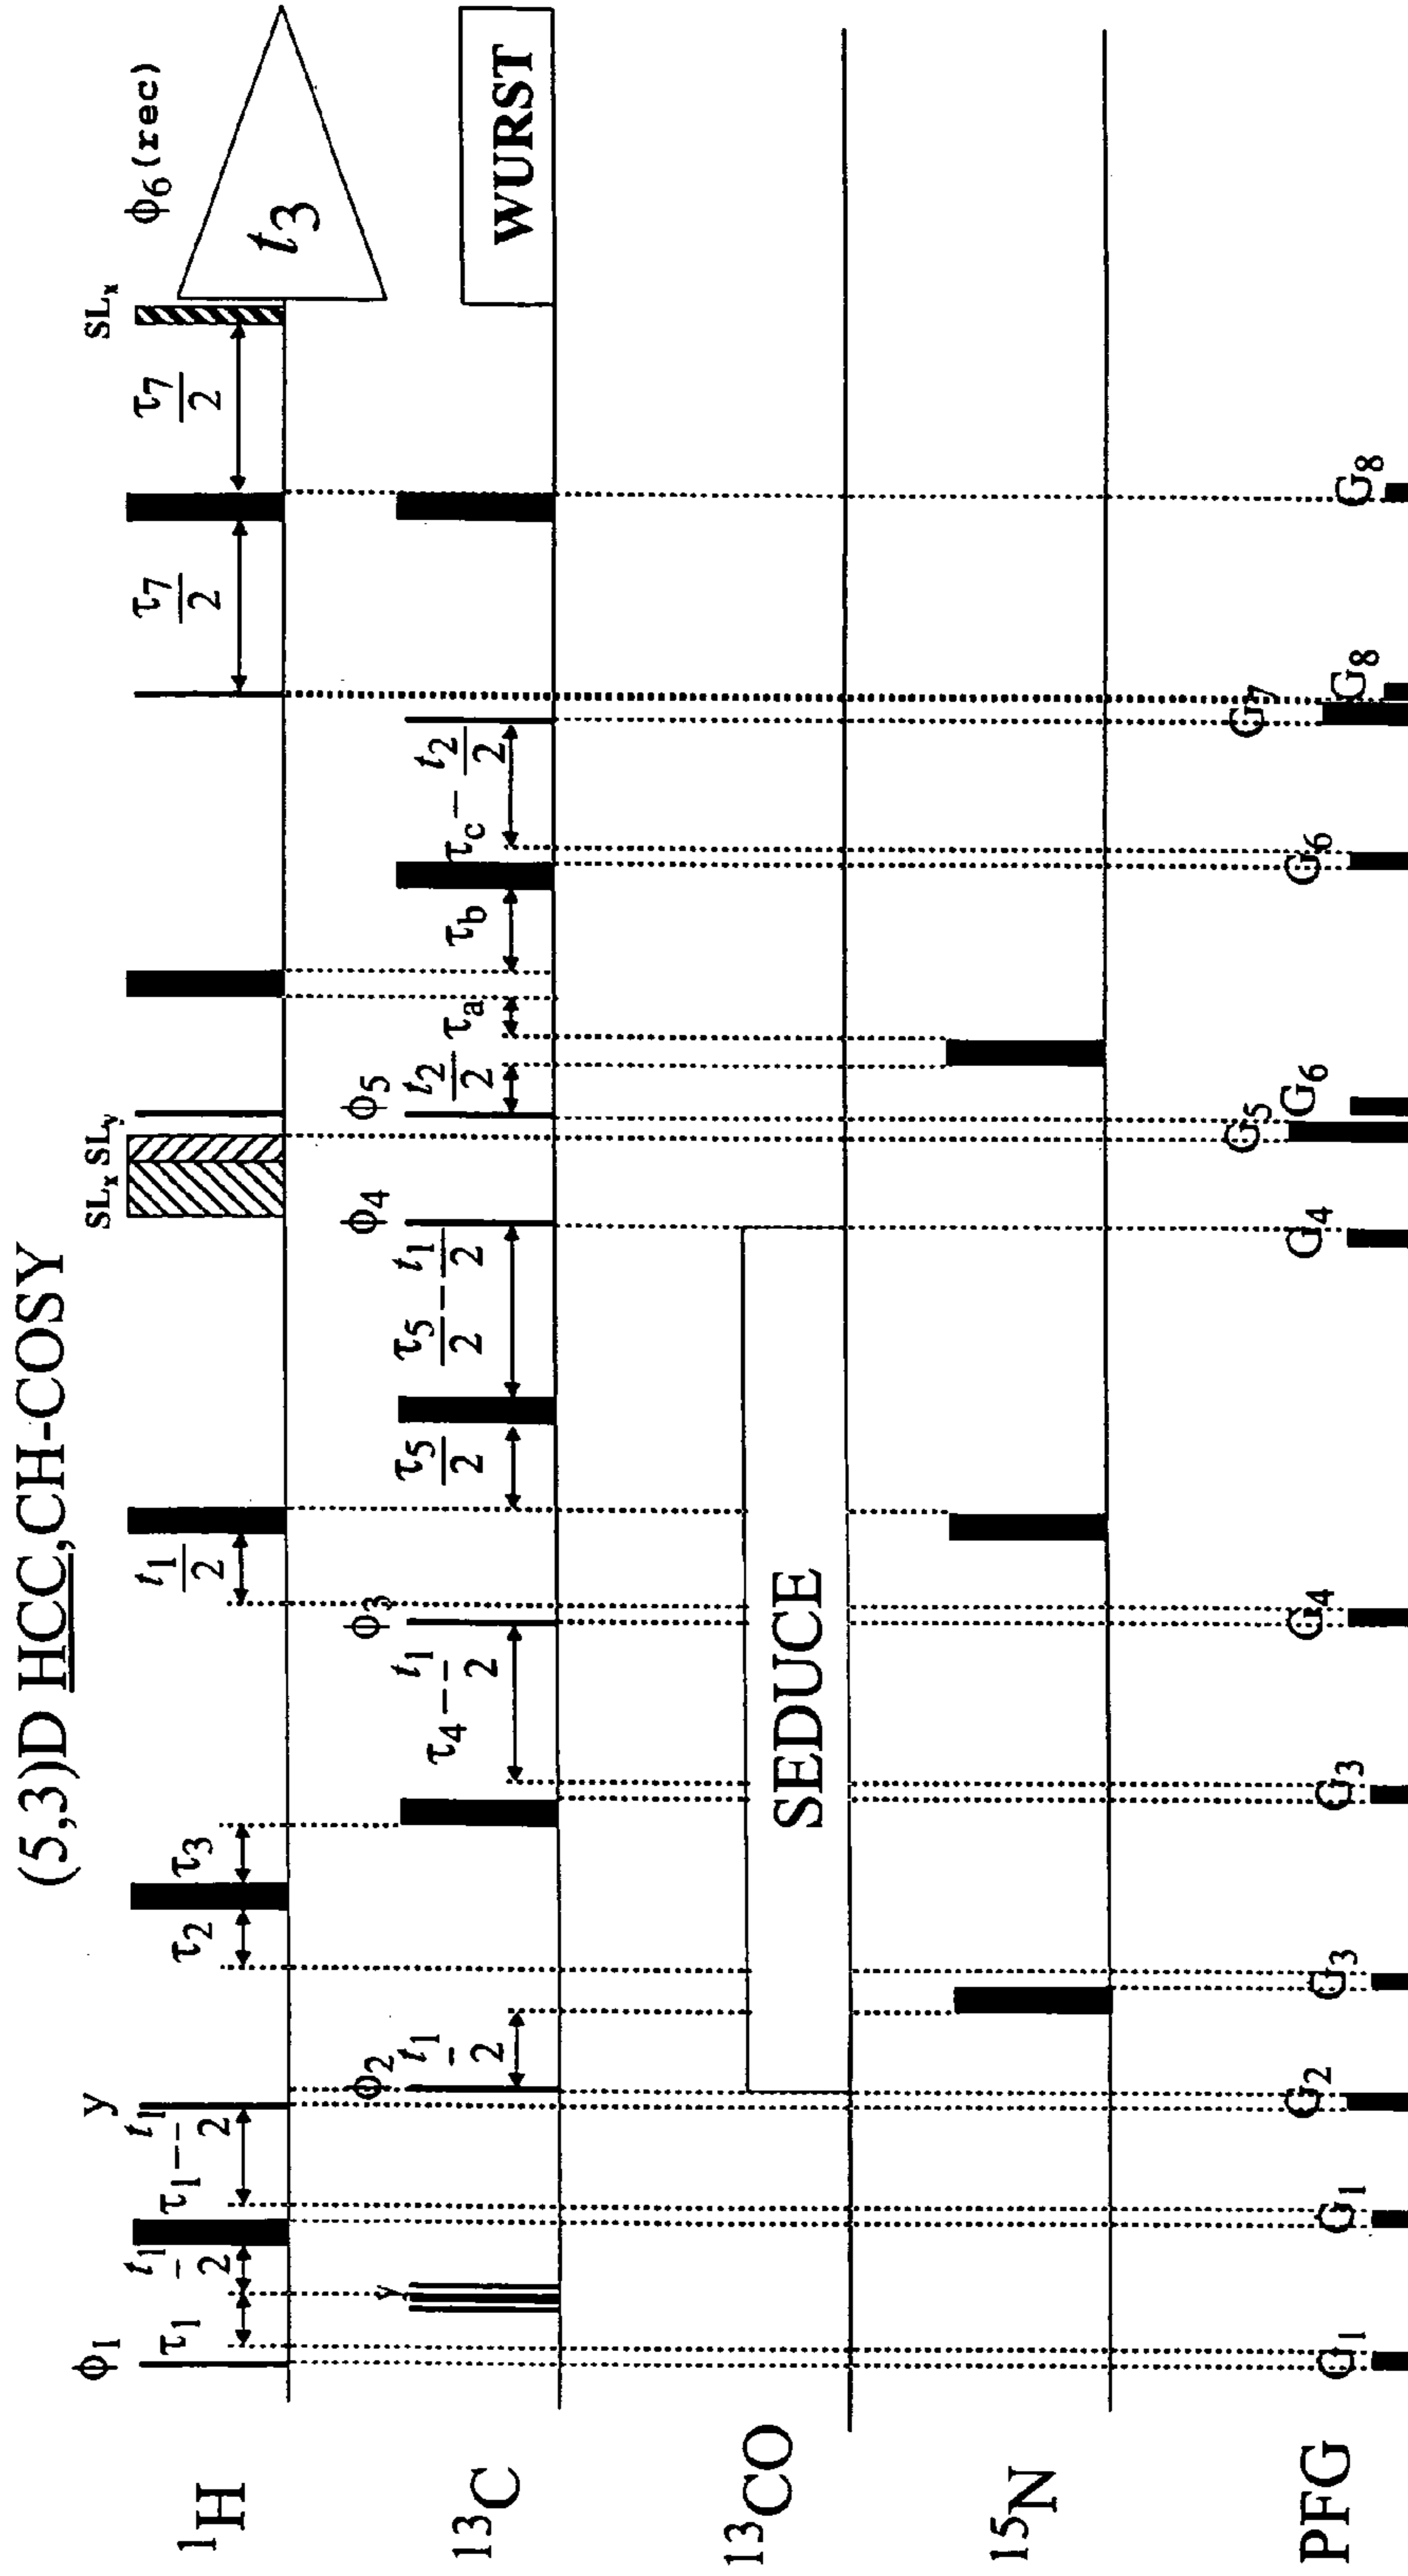 (5,3)D HCC,CH-COSY
ϕ1 y SLx SLy SLx ϕ6(rec)
1H τ1 t1/2 τ1−t1/2 τ2 τ3 t1/2 τ7/2 τ7/2 t3
y ϕ2 ϕ3 ϕ4 ϕ5
13C t1/2 τ4−t1/2 τ5/2 τ5/2−t1/2 t2/2 τa τb τc−t2/2 WURST
13CO SEDUCE
15N
PFG G1 G1 G2 G3 G3 G4 G4 G5 G6 G6 G7 G8 G8